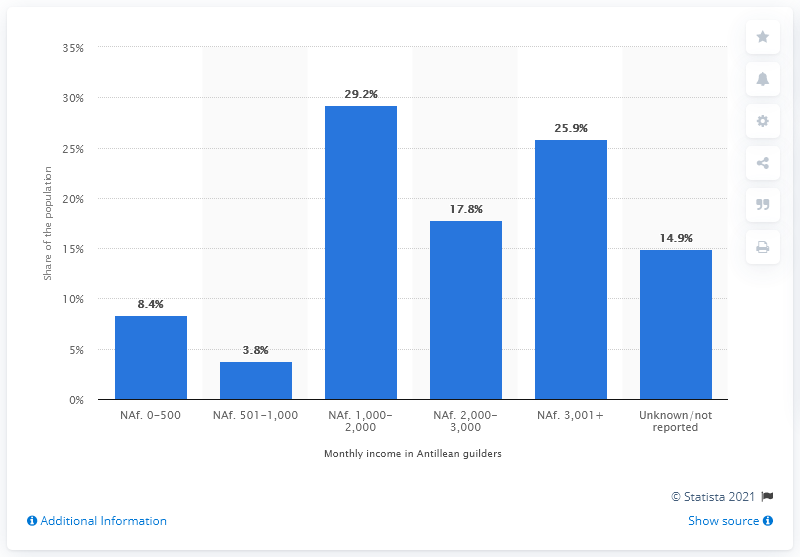 35%
30%
25%
20%
15%
10%
5%
0%
Share of the population
8.4%
3.8%
29.2%
17.8%
25.9%
14.9%
NAf. 0-500
NAf. 501-1,000
NAf. 1,000-
2,000
NAf. 2,000-
3,000
NAf. 3,001+
Unknown/not
reported
Monthly income in Antillean guilders
© Statista 2021
Additional Information
Show source